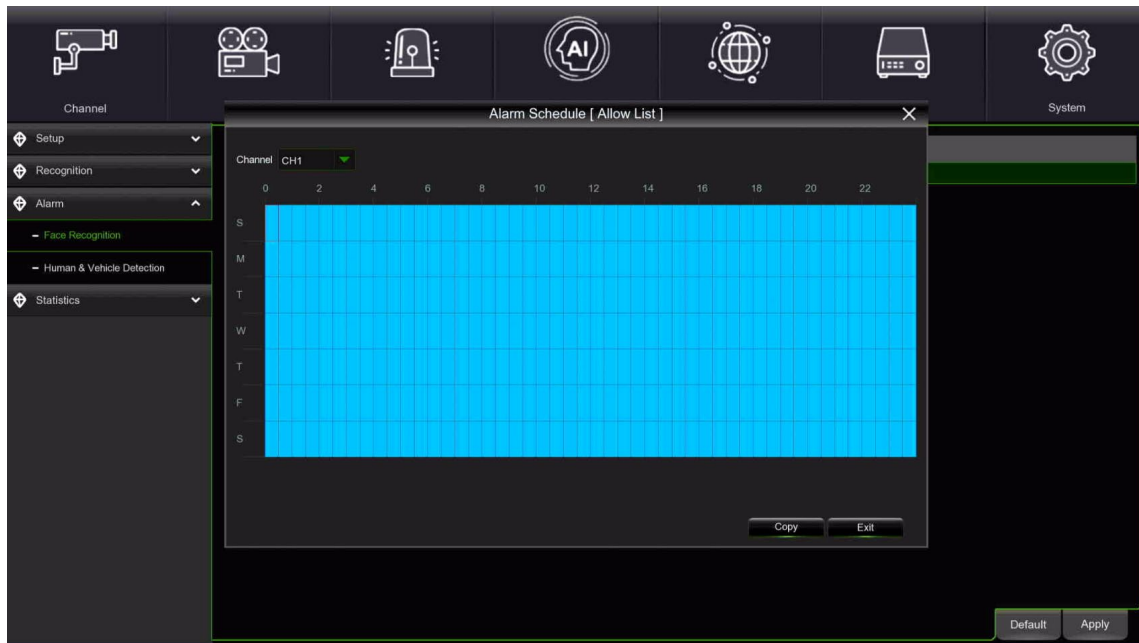 AI
Channel
System
Alarm Schedule [ Allow List ]
Setup
Recognition
Alarm
Face Recognition
Human & Vehicle Detection
Statistics
Channel CH1
0 2 4 6 8 10 12 14 16 18 20 22
S
M
T
W
T
F
S
Copy Exit
Default Apply